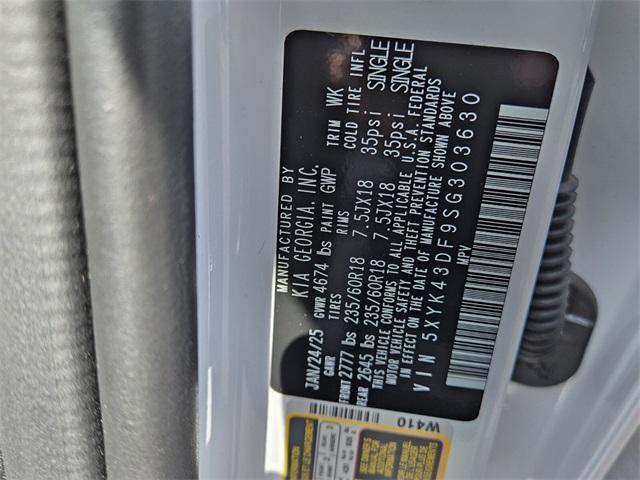 MANUFACTURED BY
KIA GEORGIA, INC.
JAN/24/25 GVWR 4674 lbs PAINT GWP TRIM WK
GAWR TIRES RIMS COLD TIRE INFL
FRONT 2777 lbs 235/60R18 7.5JX18 35psi SINGLE
REAR 2645 lbs 235/60R18 7.5JX18 35psi SINGLE
THIS VEHICLE CONFORMS TO ALL APPLICABLE U.S.A. FEDERAL
MOTOR VEHICLE SAFETY AND THEFT PREVENTION STANDARDS
IN EFFECT ON THE DATE OF MANUFACTURE SHOWN ABOVE
VIN 5XYK43DF9SG303630
MPV
W410